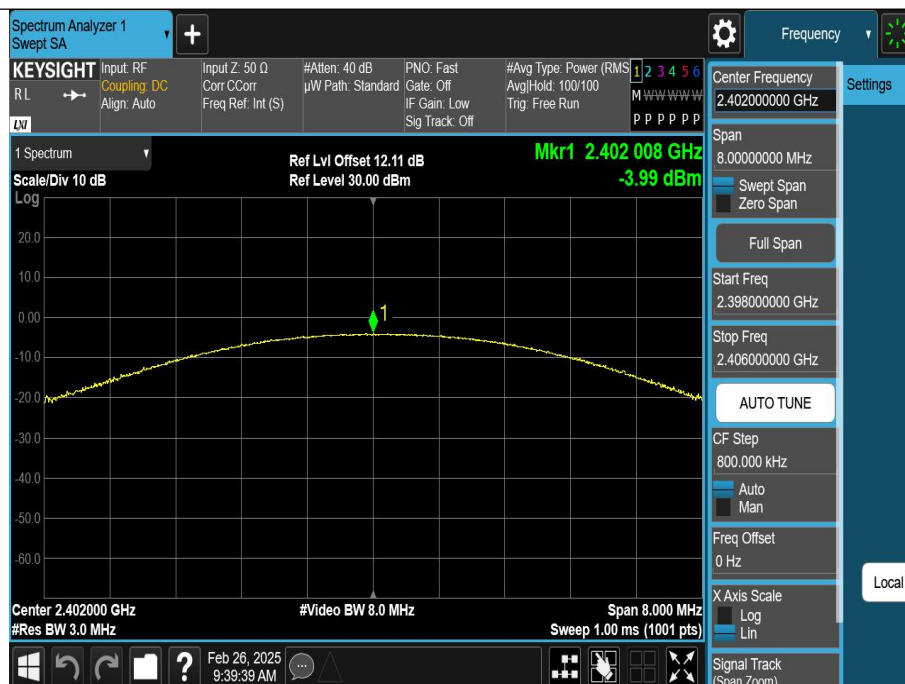 Spectrum Analyzer 1
Swept SA
+
Frequency
KEYSIGHT
RL
LXI
Input: RF
Coupling: DC
Align: Auto
Input Z: 50 Ω
Corr CCorr
Freq Ref: Int (S)
#Atten: 40 dB
µW Path: Standard
PNO: Fast
Gate: Off
IF Gain: Low
Sig Track: Off
#Avg Type: Power (RMS
Avg|Hold: 100/100
Trig: Free Run
1 2 3 4 5 6
M W W W W W
P P P P P P
1 Spectrum
Scale/Div 10 dB
Log
Ref Lvl Offset 12.11 dB
Ref Level 30.00 dBm
Mkr1 2.402 008 GHz
-3.99 dBm
20.0
10.0
0.00
-10.0
-20.0
-30.0
-40.0
-50.0
-60.0
1
Center 2.402000 GHz
#Res BW 3.0 MHz
#Video BW 8.0 MHz
Span 8.000 MHz
Sweep 1.00 ms (1001 pts)
?
Feb 26, 2025
9:39:39 AM
Center Frequency
2.402000000 GHz
Span
8.00000000 MHz
Swept Span
Zero Span
Full Span
Start Freq
2.398000000 GHz
Stop Freq
2.406000000 GHz
AUTO TUNE
CF Step
800.000 kHz
Auto
Man
Freq Offset
0 Hz
X Axis Scale
Log
Lin
Signal Track
(Span Zoom)
Settings
Local